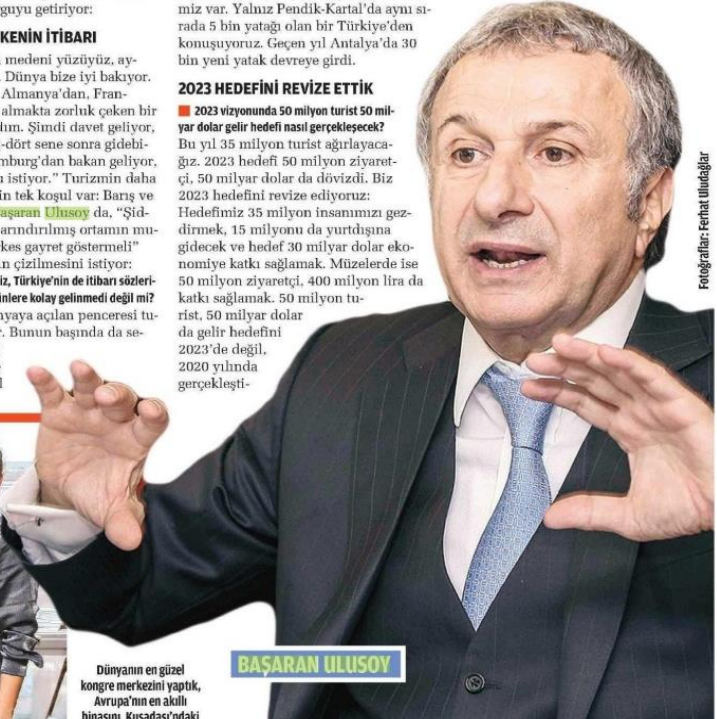 guyu getiriyor:
KENİN İTİBARI
medeni yüzüyüz, ay-
Dünya bize iyi bakıyor.
Almanya'dan, Fran-
almakta zorluk çeken bir
dım. Şimdi davet geliyor,
-dört sene sonra gidebi-
mburg'dan bakan geliyor,
istiyor.” Turizmin daha
in tek koşul var: Barış ve
aşaran Ulusoy da, “Şid-
arındırılmış ortamın mu-
kes gayret göstermeli”
n çizilmesini istiyor:
iz, Türkiye'nin de itibarı sözleri-
ünlere kolay gelinmedi değil mi?
nyaya açılan penceresi tu-
r. Bunun başında da se-
miz var. Yalnız Pendik-Kartal'da aynı sı-
rada 5 bin yatağı olan bir Türkiye'den
konuşuyoruz. Geçen yıl Antalya'da 30
bin yeni yatak devreye girdi.
2023 HEDEFİNİ REVİZE ETTİK
2023 vizyonunda 50 milyon turist 50 mil-
yar dolar gelir hedefi nasıl gerçekleşecek?
Bu yıl 35 milyon turist ağırlayaca-
ğız. 2023 hedefi 50 milyon ziyaret-
çi, 50 milyar dolar da dövizdi. Biz
2023 hedefini revize ediyoruz:
Hedefimiz 35 milyon insanımızı gez-
dirmek, 15 milyonu da yurtdışına
gidecek ve hedef 30 milyar dolar eko-
nomiye katkı sağlamak. Müzelerde ise
50 milyon ziyaretçi, 400 milyon lira da
katkı sağlamak. 50 milyon tu-
rist, 50 milyar dolar
da gelir hedefini
2023'de değil,
2020 yılında
gerçekleşti-
Fotoğraflar: Ferhat Uludağlar
BAŞARAN ULUSOY
Dünyanın en güzel
kongre merkezini yaptık,
Avrupa'nın en akıllı
binasını. Kuşadası'ndaki